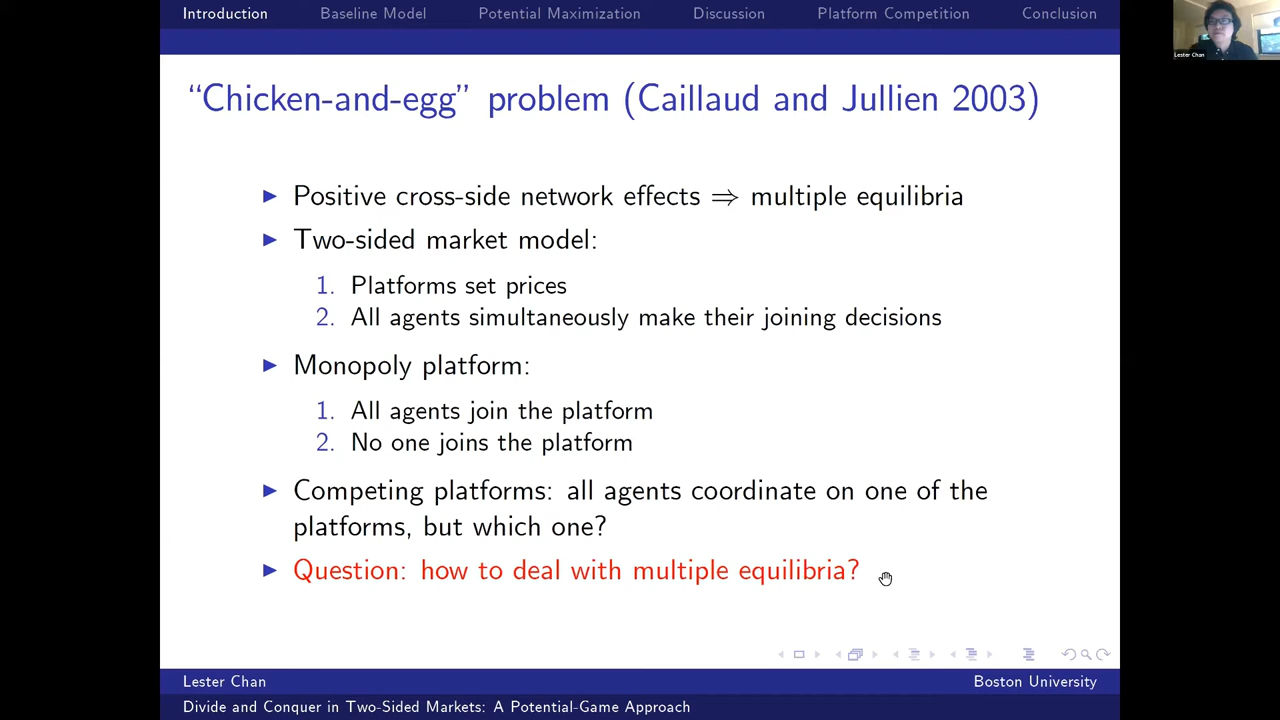 Introduction Baseline Model Potential Maximization Discussion Platform Competition Conclusion
Lester Chan
“Chicken-and-egg” problem (Caillaud and Jullien 2003)
Positive cross-side network effects ⇒ multiple equilibria
Two-sided market model:
1. Platforms set prices
2. All agents simultaneously make their joining decisions
Monopoly platform:
1. All agents join the platform
2. No one joins the platform
Competing platforms: all agents coordinate on one of the
platforms, but which one?
Question: how to deal with multiple equilibria?
Lester Chan Boston University
Divide and Conquer in Two-Sided Markets: A Potential-Game Approach